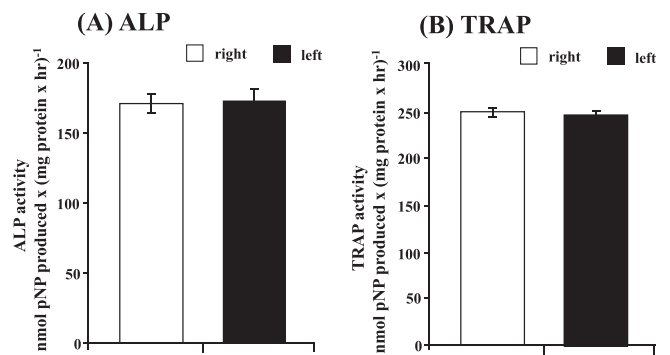 (A) ALP
right left
ALP activity
nmol pNP produced x (mg protein x hr)-1
200
150
100
50
0
(B) TRAP
right left
TRAP activity
nmol pNP produced x (mg protein x hr)-1
300
250
200
150
100
50
0